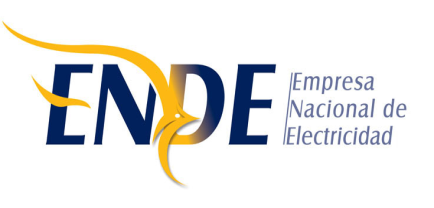 ENDE
Empresa
Nacional de
Electricidad